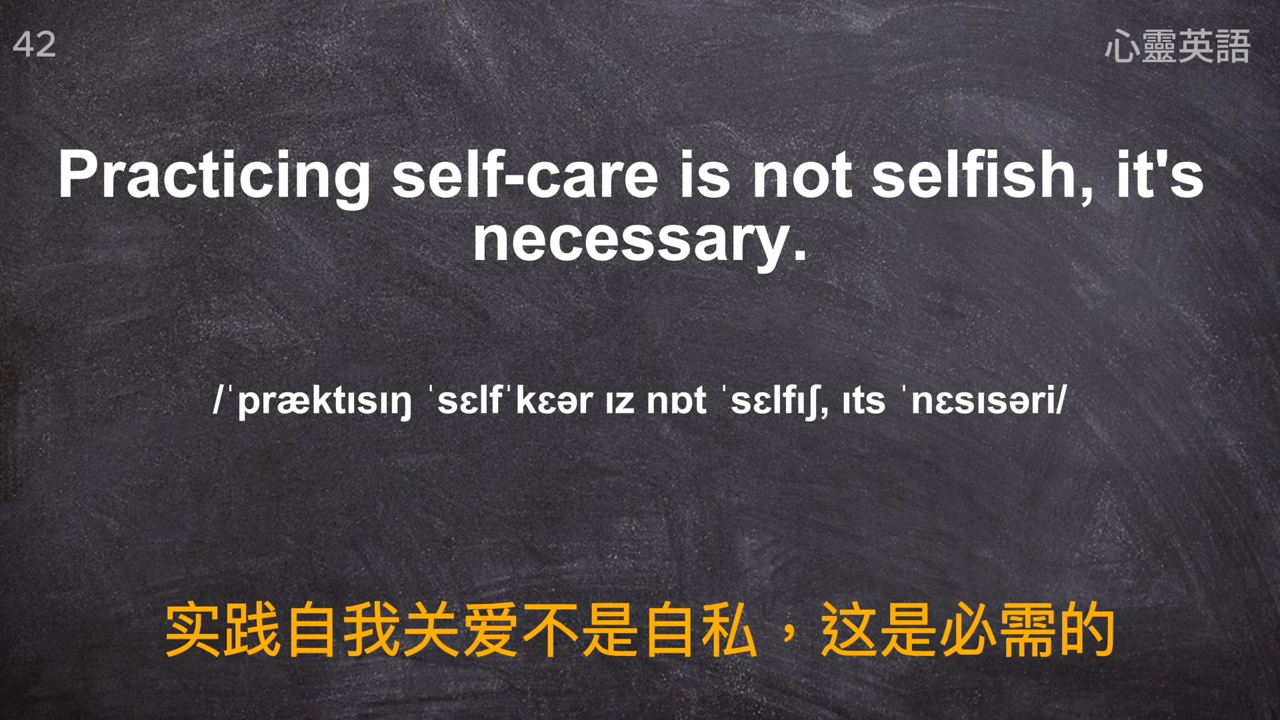 42
心靈英語
Practicing self-care is not selfish, it's
necessary.
/ˈpræktɪsɪŋ ˈsɛlfˈkɛər ɪz nɒt ˈsɛlfɪʃ, ɪts ˈnɛsɪsəri/
实践自我关爱不是自私，这是必需的